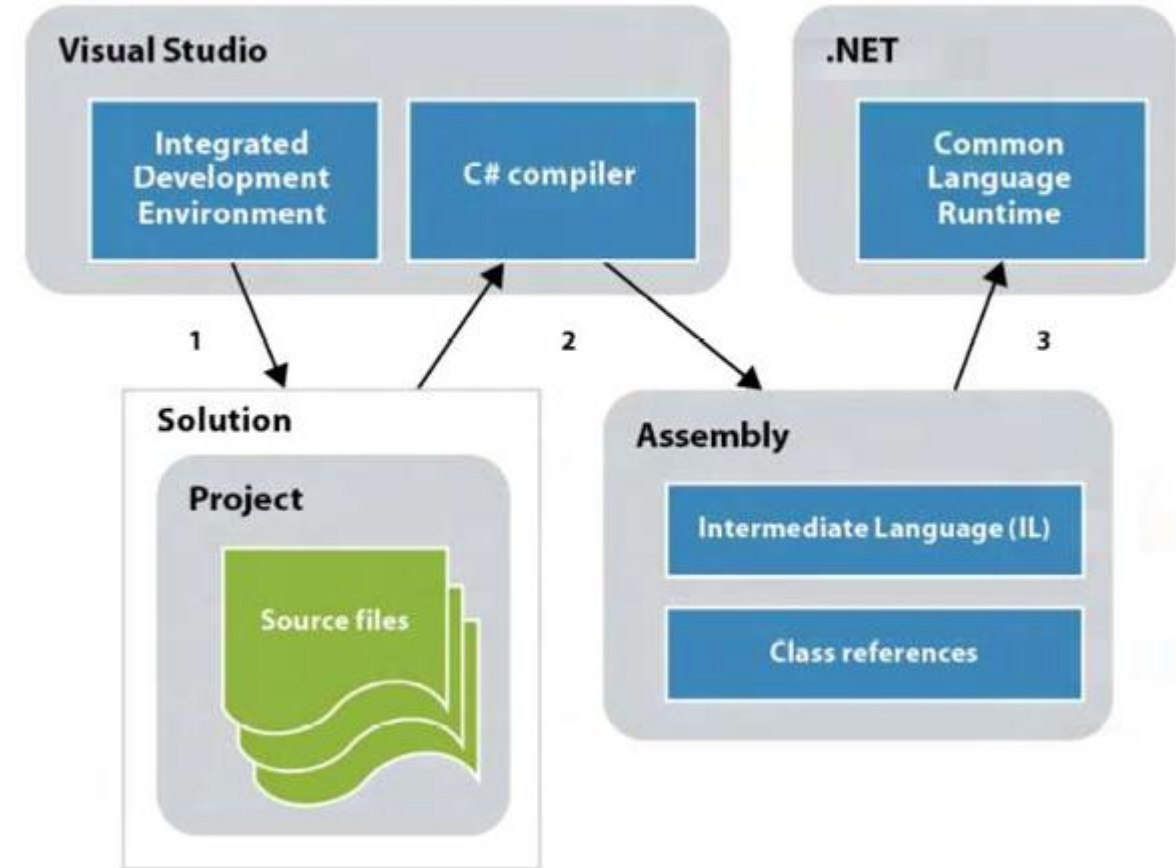 Visual Studio
Integrated
Development
Environment
C# compiler
.NET
Common
Language
Runtime
1
2
3
Solution
Project
Source files
Assembly
Intermediate Language (IL)
Class references